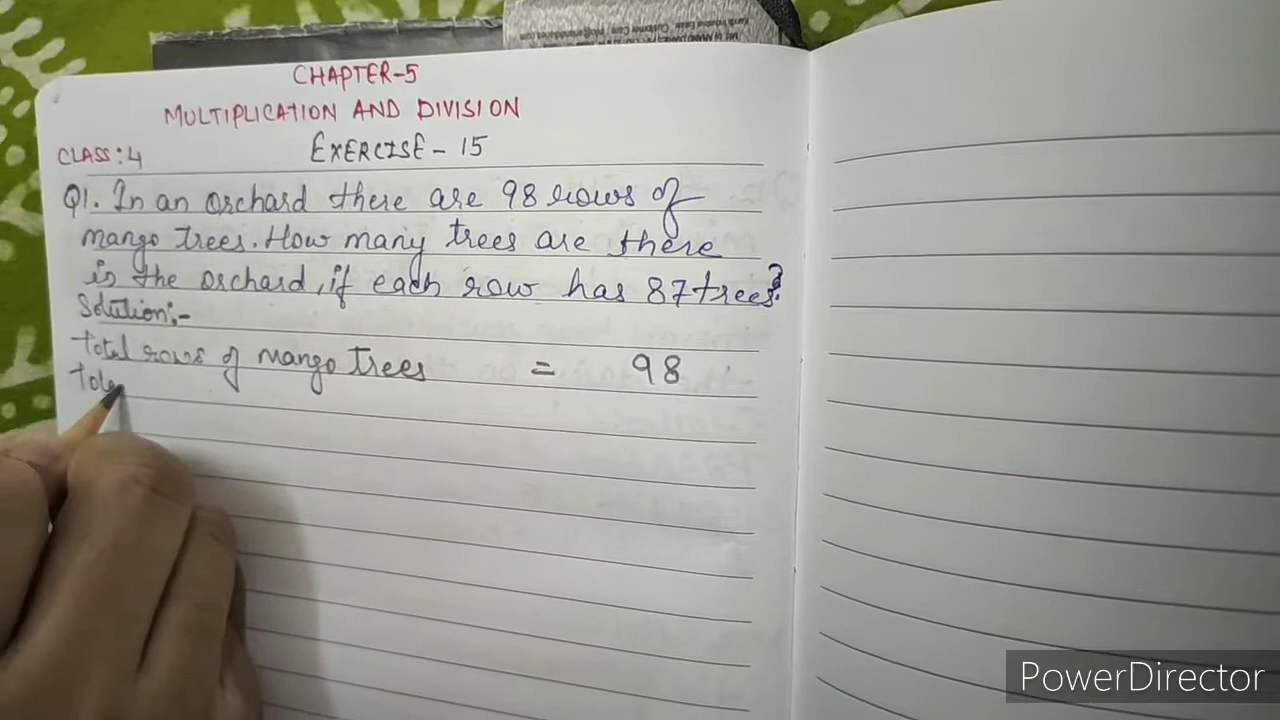 CHAPTER-5
MULTIPLICATION AND DIVISION
CLASS: 4
EXERCISE - 15
Q1. In an orchard there are 98 rows of
mango trees. How many trees are there
in the orchard, if each row has 87 trees?
Solution:-
Total rows of mango trees = 98
PowerDirector